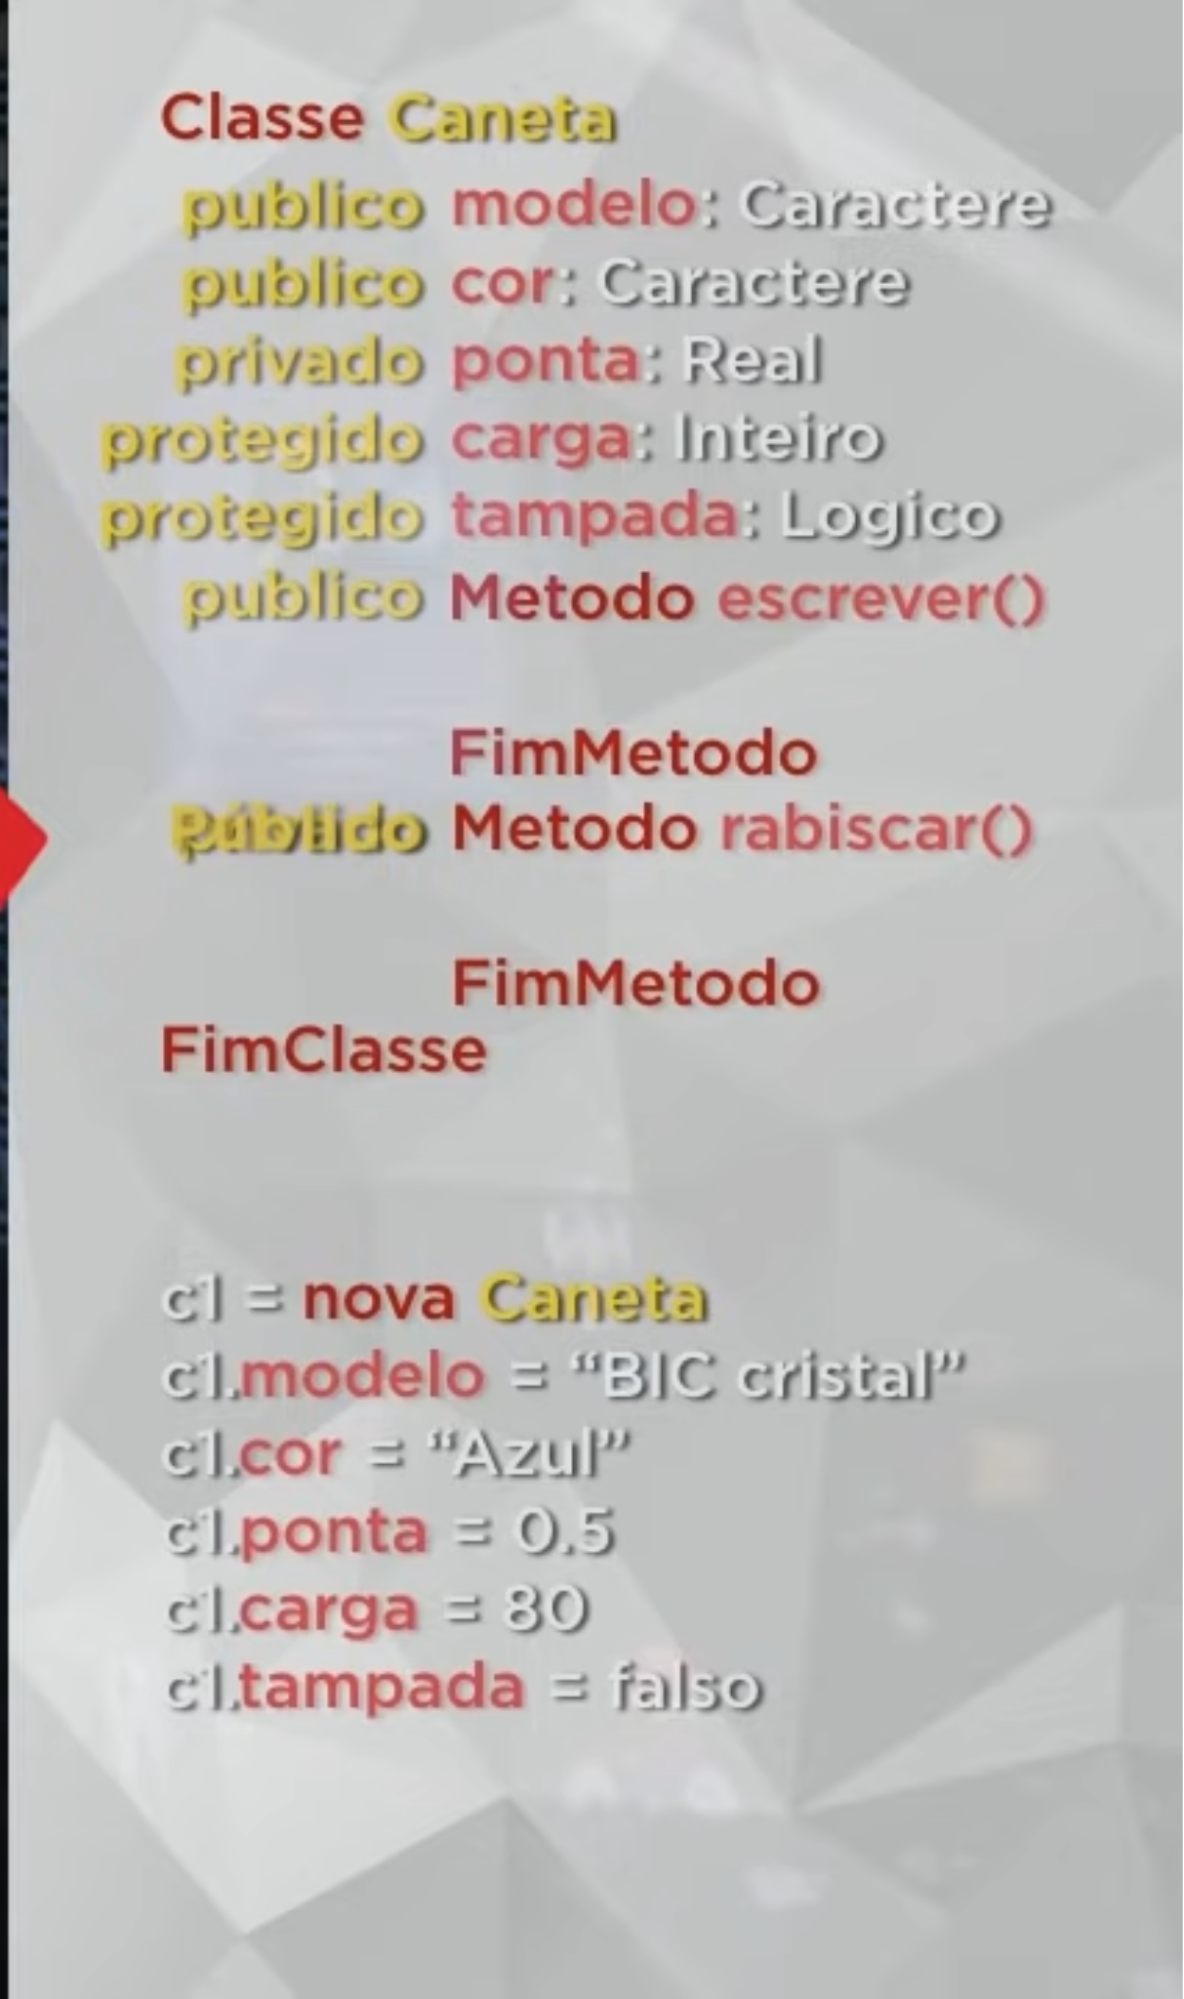 Classe Caneta
publico modelo: Caractere
publico cor: Caractere
privado ponta: Real
protegido carga: Inteiro
protegido tampada: Logico
publico Metodo escrever()
FimMetodo
Metodo rabiscar()
FimMetodo
FimClasse
c1 = nova Caneta
c1.modelo = “BIC cristal”
c1.cor = “Azul”
c1.ponta = 0.5
c1.carga = 80
c1.tampada = falso